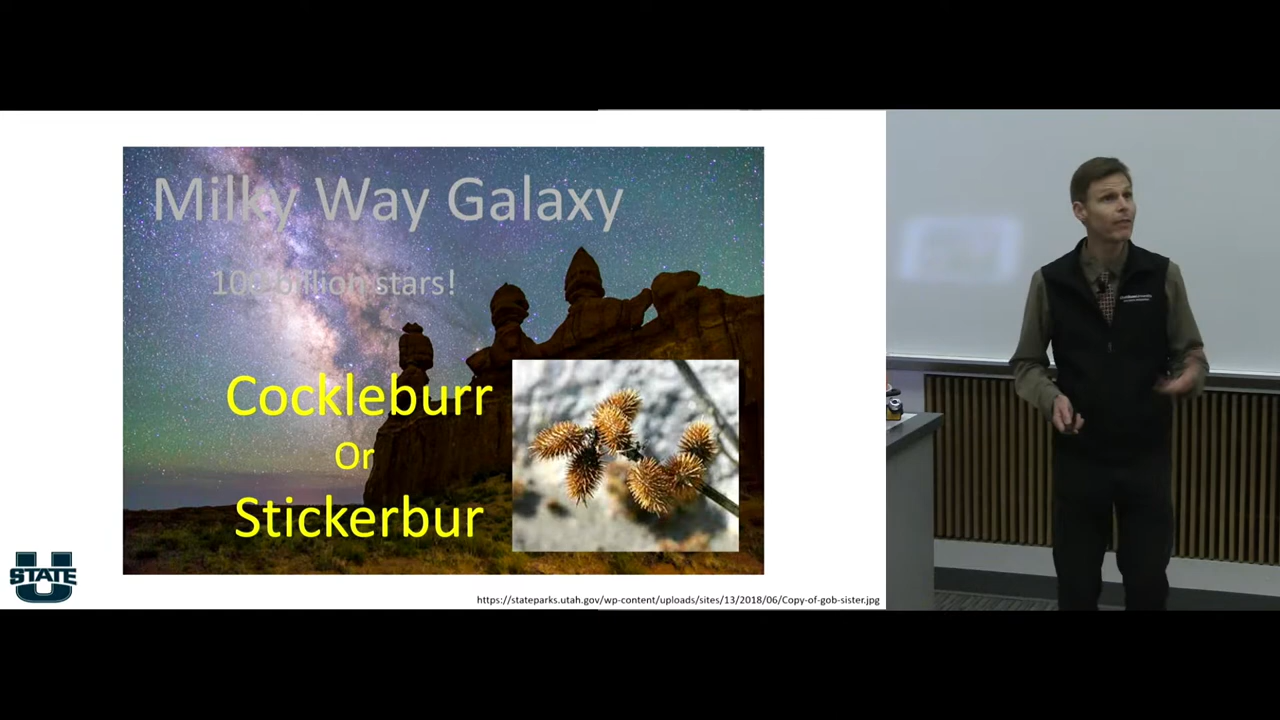 Milky Way Galaxy
100 billion stars!
Cockleburr
Or
Stickerbur
U
STATE
https://stateparks.utah.gov/wp-content/uploads/sites/13/2018/06/Copy-of-gob-sister.jpg